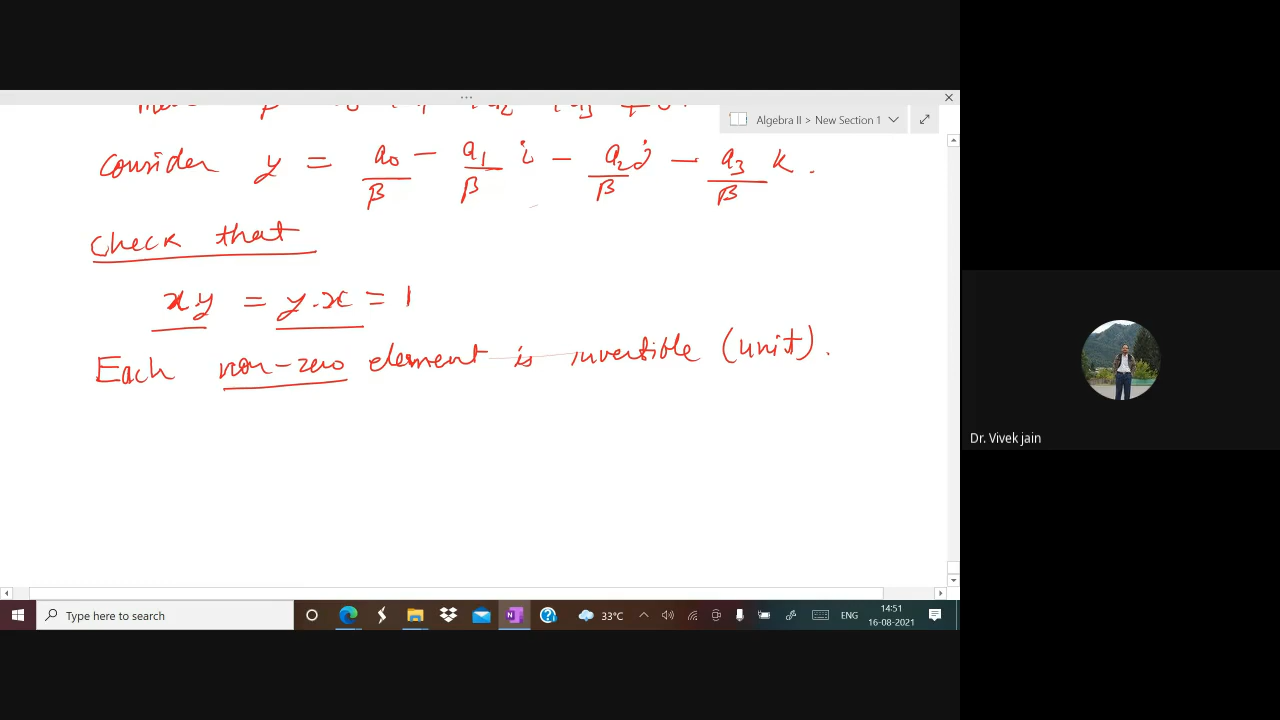 Algebra II > New Section 1
Consider y = a₀/β - a₁/β i - a₂/β j - a₃/β k.
Check that
x.y = y.x = 1
Each non-zero element is invertible (unit).
Dr. Vivek jain
Type here to search
33°C
ENG
14:51
16-08-2021